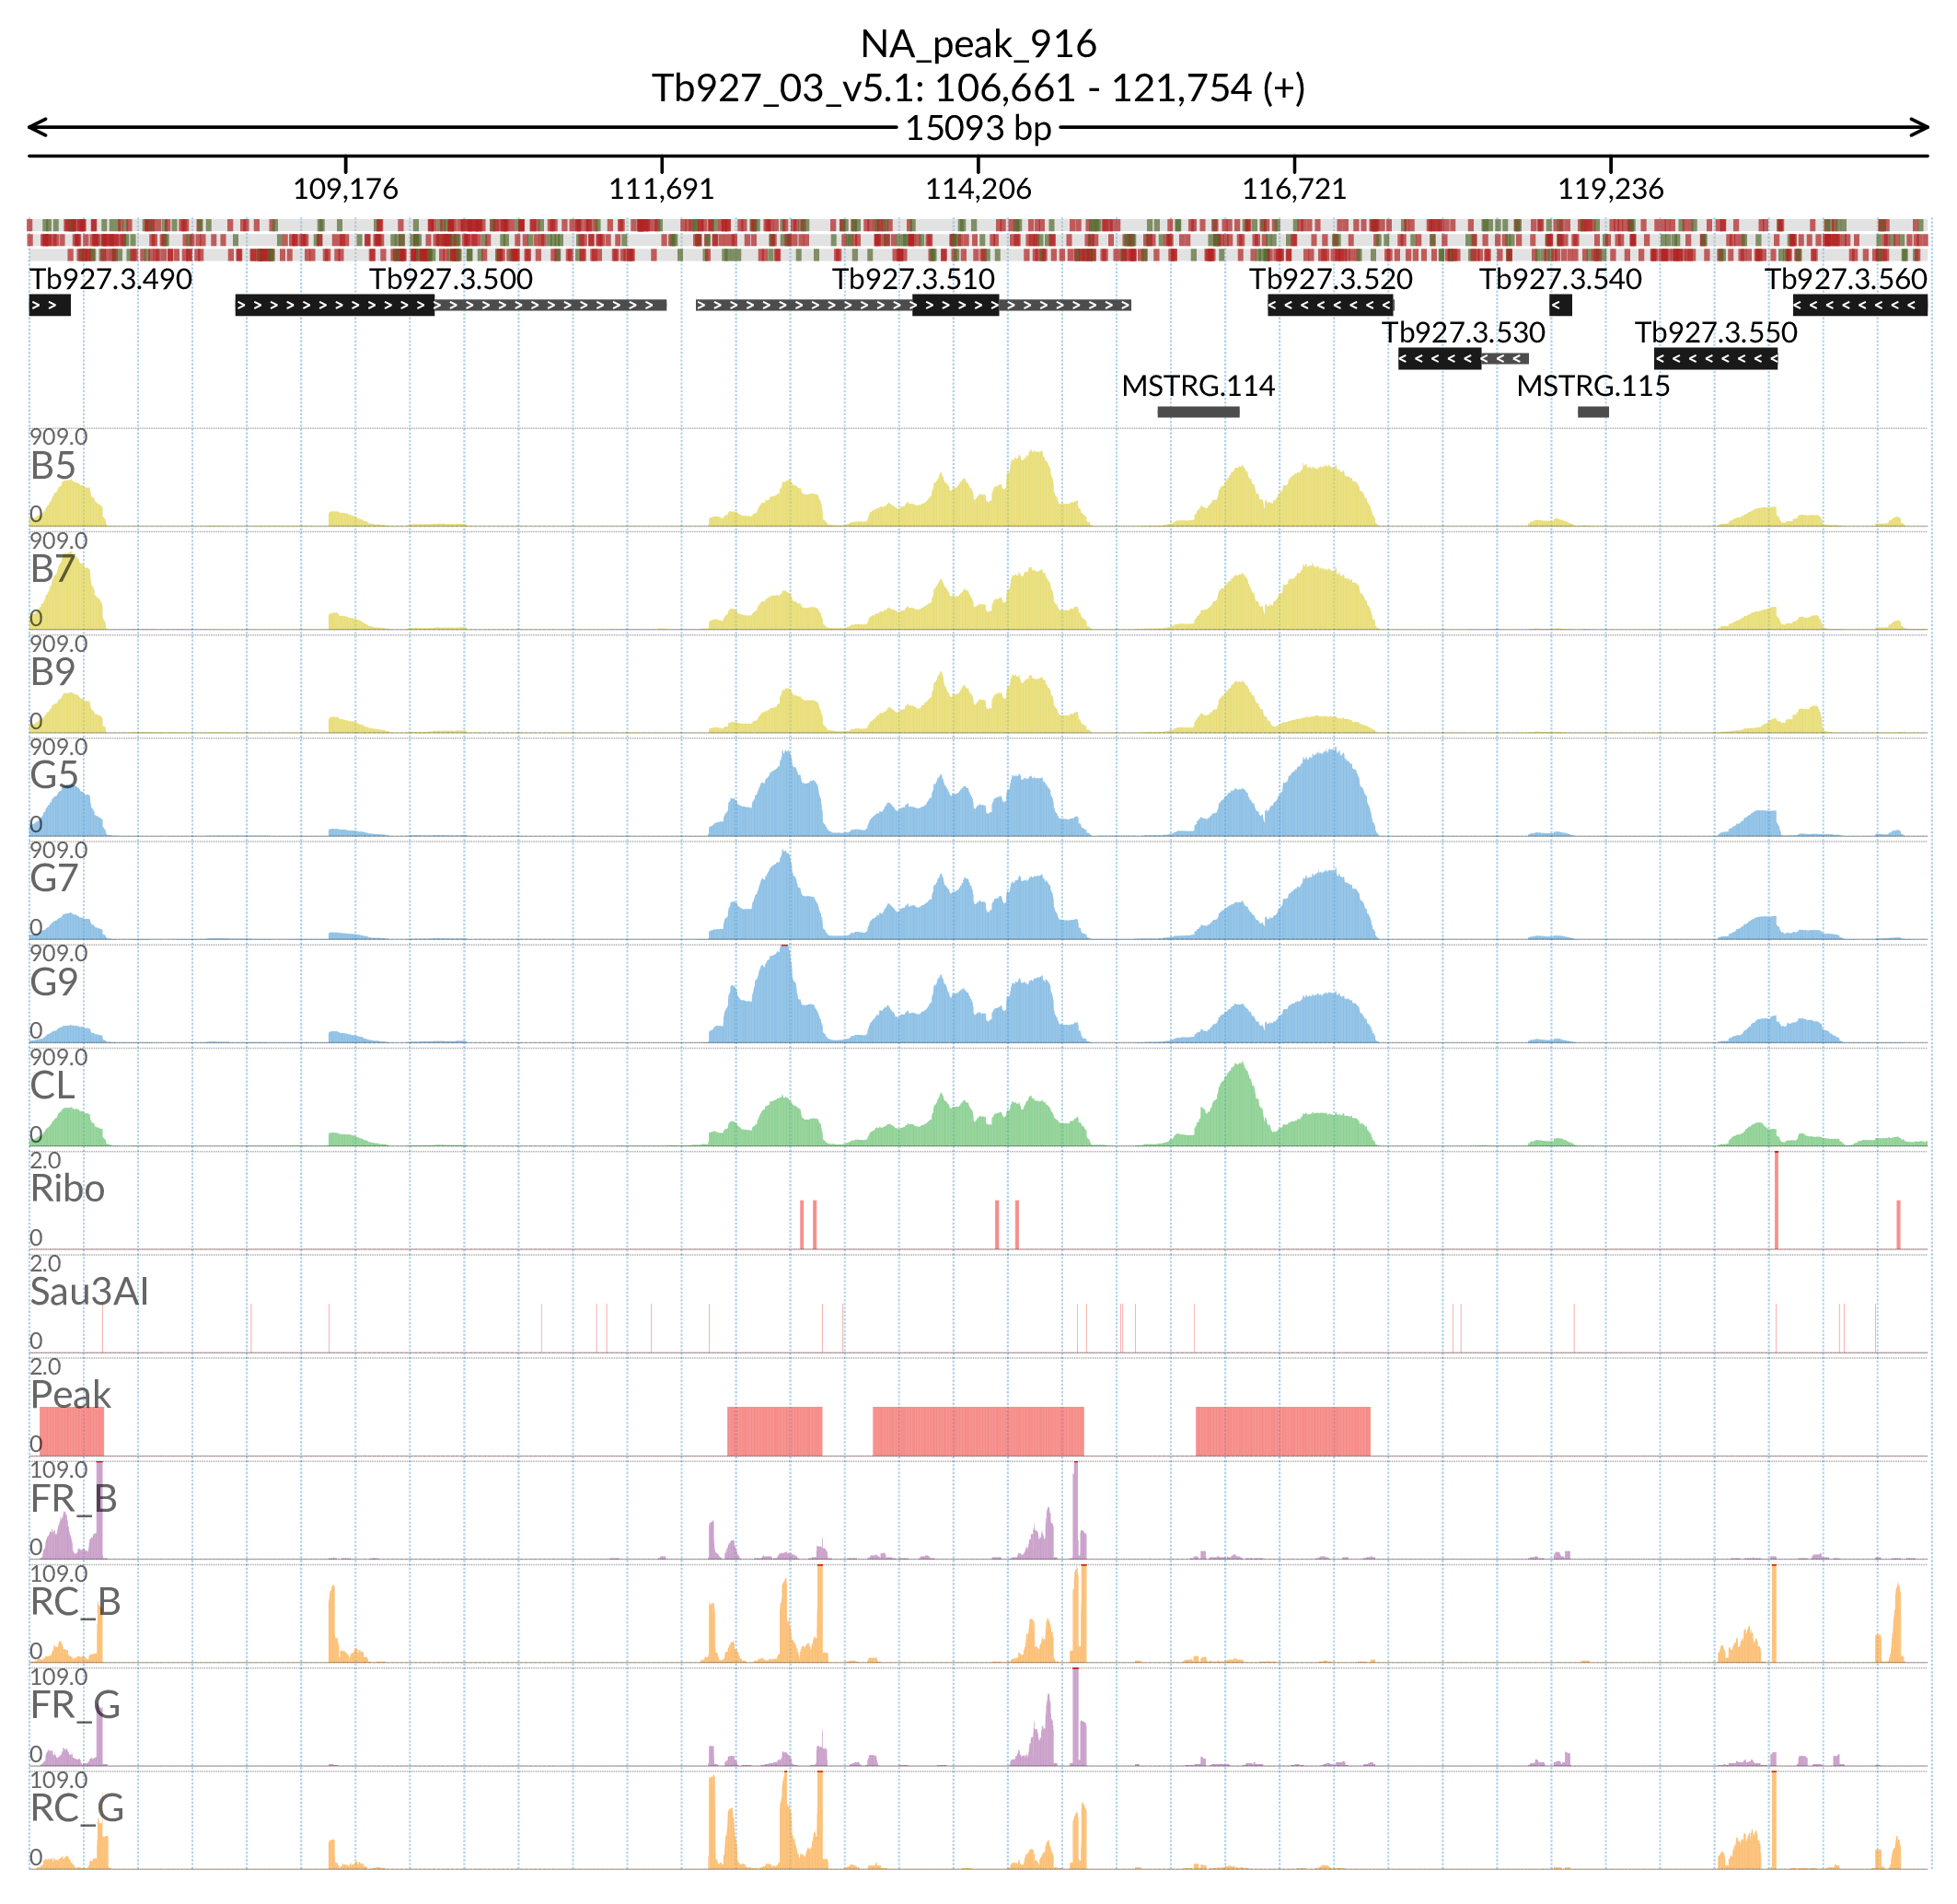 NA_peak_916
Tb927_03_v5.1: 106,661 - 121,754 (+)
15093 bp
109,176 111,691 114,206 116,721 119,236
Tb927.3.490 Tb927.3.500 Tb927.3.510 Tb927.3.520 Tb927.3.540 Tb927.3.560
Tb927.3.530 Tb927.3.550
MSTRG.114 MSTRG.115
909.0
B5
0
909.0
B7
0
909.0
B9
0
909.0
G5
0
909.0
G7
0
909.0
G9
0
909.0
CL
0
2.0
Ribo
0
2.0
Sau3AI
0
2.0
Peak
0
109.0
FR_B
0
109.0
RC_B
0
109.0
FR_G
0
109.0
RC_G
0